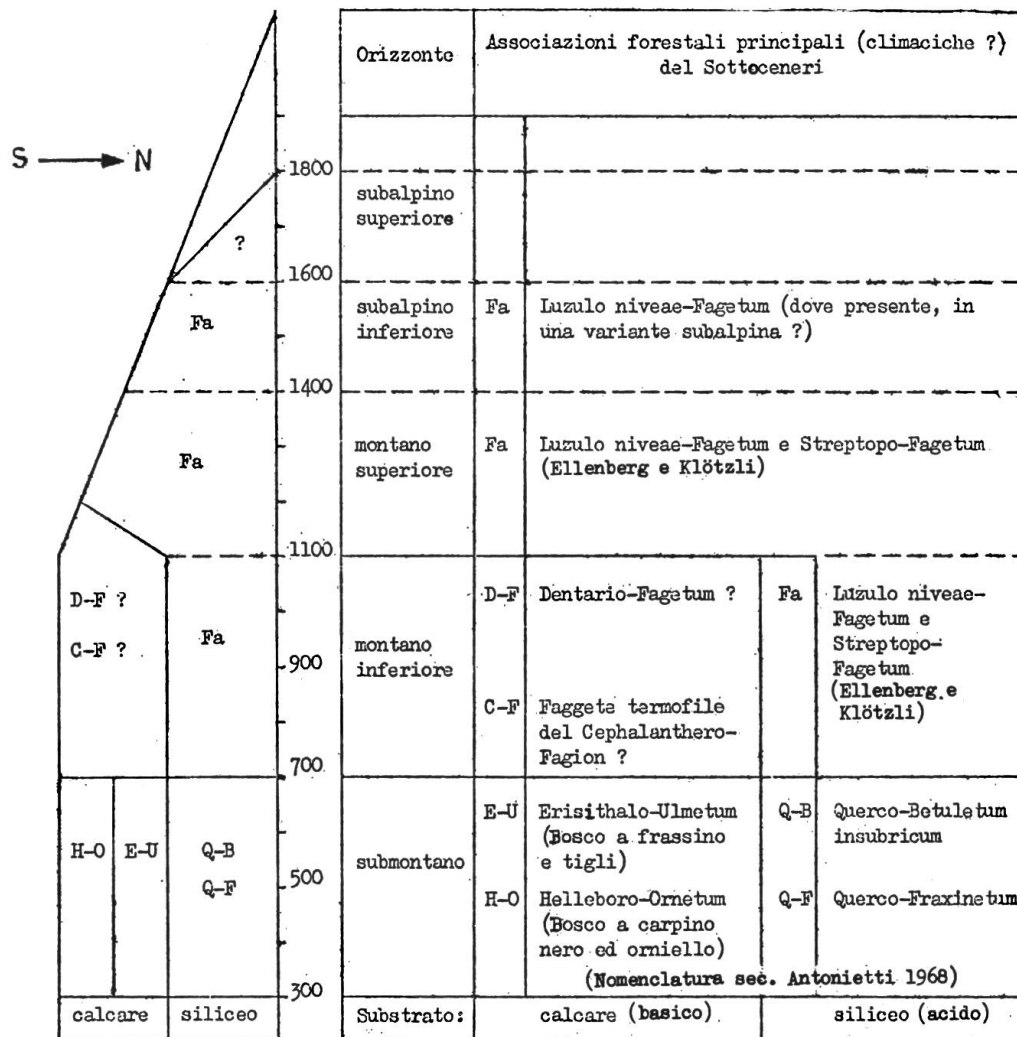 S → N
1800
?
1600
Fa
1400
Fa
1100
D-F ?
C-F ?
Fa
900
700
H-O
E-U
Q-B
Q-F
500
300
calcare
siliceo
Orizzonte
Associazioni forestali principali (climaciche ?)
del Sottoceneri
subalpino
superiore
subalpino
inferiore
Fa
Luzulo niveae-Fagetum (dove presente, in
una variante subalpina ?)
montano
superiore
Fa
Luzulo niveae-Fagetum e Streptopo-Fagetum
(Ellenberg e Klötzli)
montano
inferiore
D-F
Dentario-Fagetum ?
C-F
Faggete termofile
del Cephalanthero-
Fagion ?
Fa
Luzulo niveae-
Fagetum e
Streptopo-
Fagetum
(Ellenberg e
Klötzli)
submontano
E-U
Erisithalo-Ulmetum
(Bosco a frassino
e tigli)
H-O
Helleboro-Ornetum
(Bosco a carpino
nero ed orniello)
Q-B
Querco-Betuletum
insubricum
Q-F
Querco-Fraxinetum
(Nomenclatura sec. Antonietti 1968)
Substrato:
calcare (basico)
siliceo (acido)